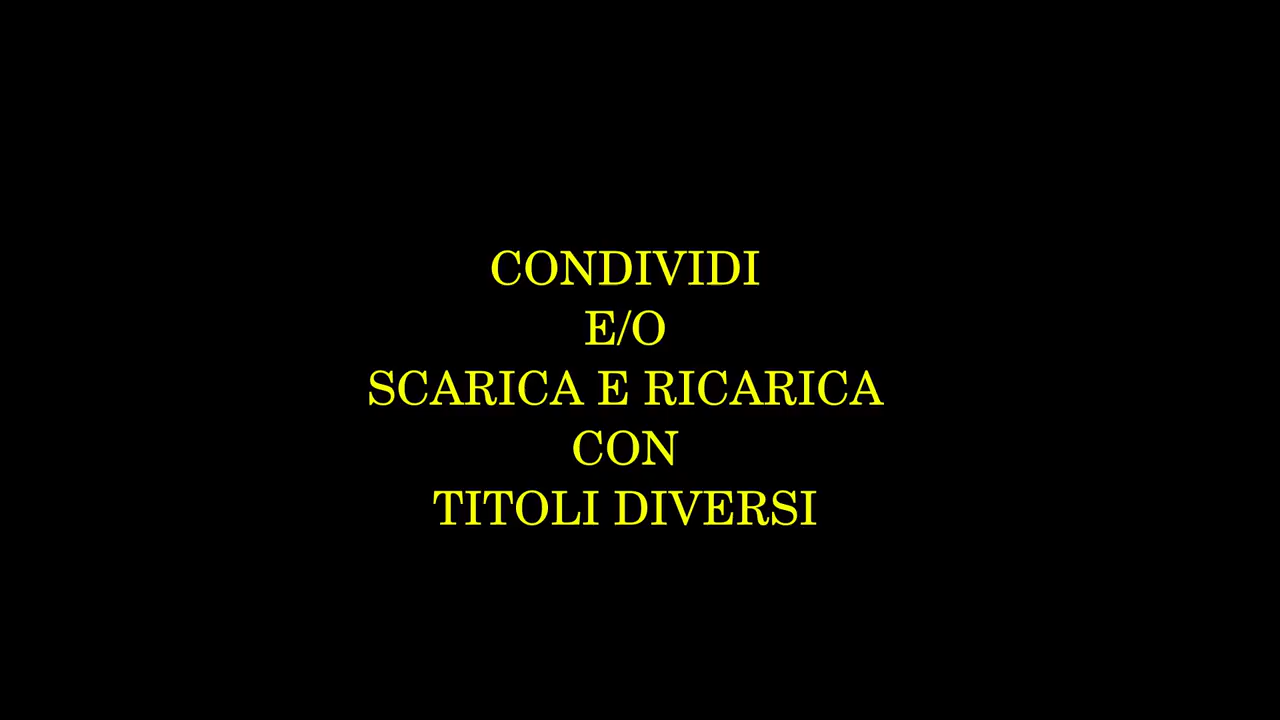 CONDIVIDI
E/O
SCARICA E RICARICA
CON
TITOLI DIVERSI